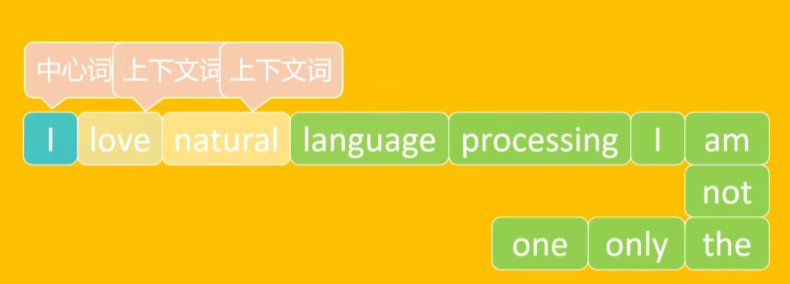 中心词 上下文词 上下文词
I love natural language processing I am
not
one only the